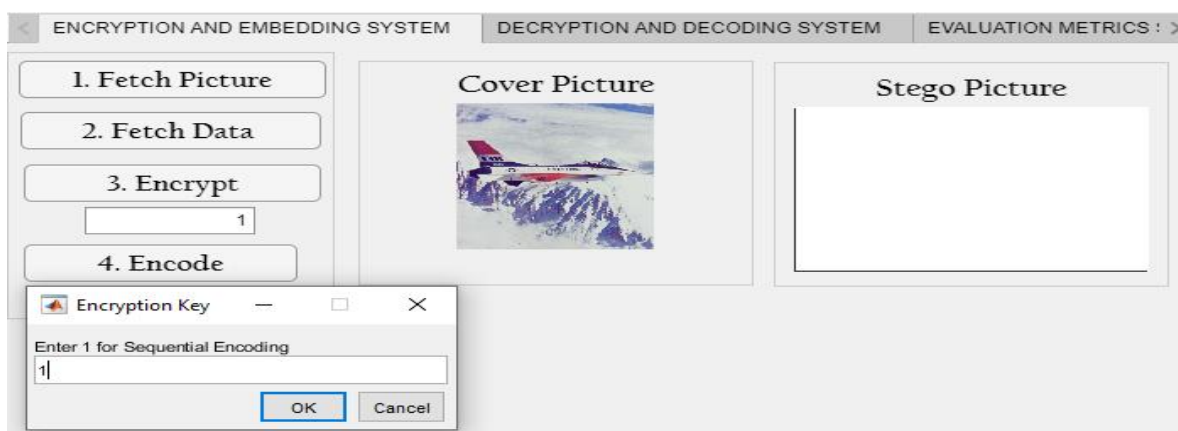 ENCRYPTION AND EMBEDDING SYSTEM
DECRYPTION AND DECODING SYSTEM
EVALUATION METRICS S
1. Fetch Picture
2. Fetch Data
3. Encrypt
1
4. Encode
Cover Picture
Stego Picture
Encryption Key
Enter 1 for Sequential Encoding
1
OK
Cancel